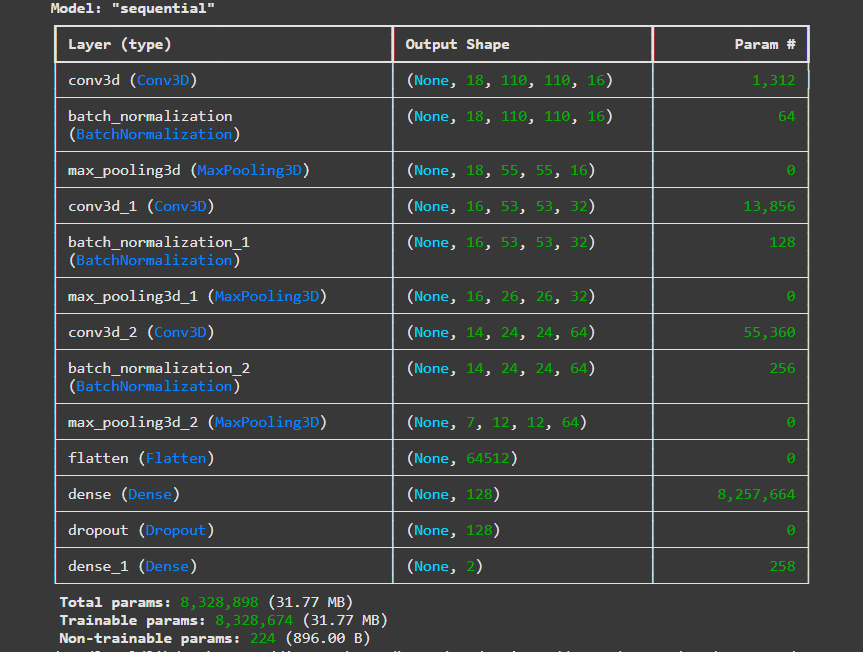 Model: "sequential"
Layer (type) Output Shape Param #
conv3d (Conv3D) (None, 18, 110, 110, 16) 1,312
batch_normalization (None, 18, 110, 110, 16) 64
(BatchNormalization)
max_pooling3d (MaxPooling3D) (None, 18, 55, 55, 16) 0
conv3d_1 (Conv3D) (None, 16, 53, 53, 32) 13,856
batch_normalization_1 (None, 16, 53, 53, 32) 128
(BatchNormalization)
max_pooling3d_1 (MaxPooling3D) (None, 16, 26, 26, 32) 0
conv3d_2 (Conv3D) (None, 14, 24, 24, 64) 55,360
batch_normalization_2 (None, 14, 24, 24, 64) 256
(BatchNormalization)
max_pooling3d_2 (MaxPooling3D) (None, 7, 12, 12, 64) 0
flatten (Flatten) (None, 64512) 0
dense (Dense) (None, 128) 8,257,664
dropout (Dropout) (None, 128) 0
dense_1 (Dense) (None, 2) 258
Total params: 8,328,898 (31.77 MB)
Trainable params: 8,328,674 (31.77 MB)
Non-trainable params: 224 (896.00 B)